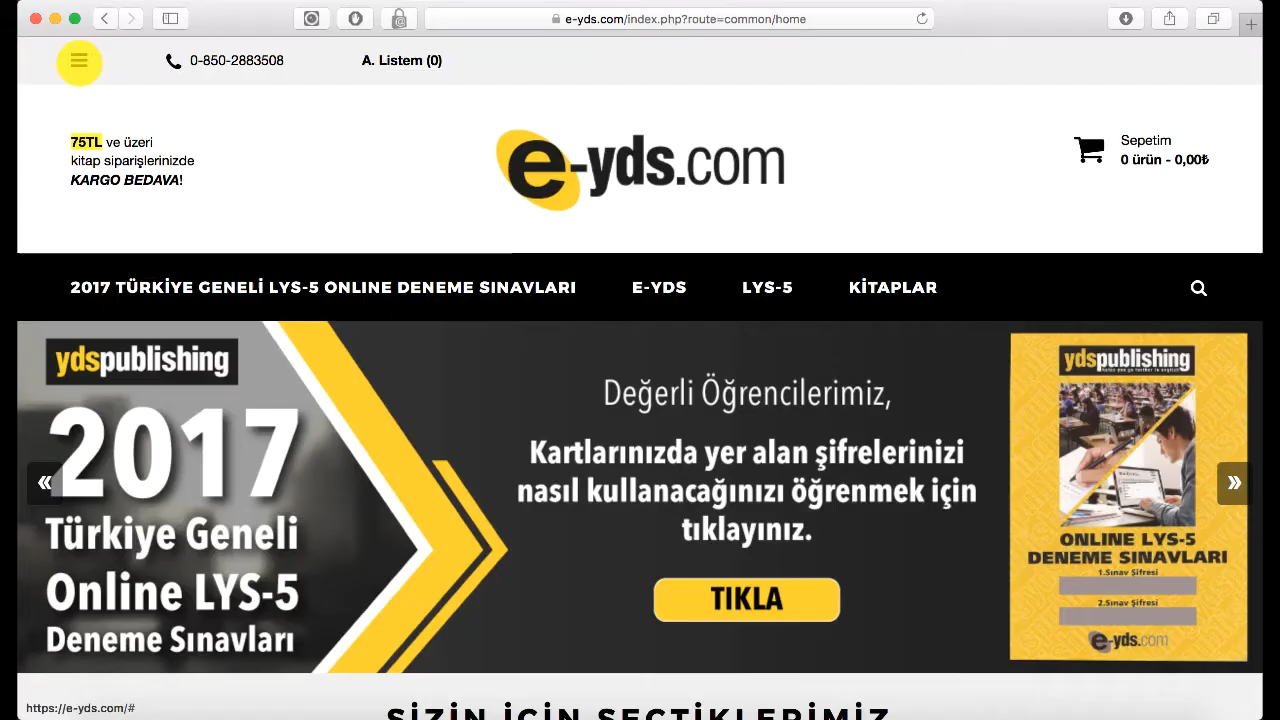 e-yds.com/index.php?route=common/home
0-850-2883508
A. Listem (0)
75TL ve üzeri
kitap siparişlerinizde
KARGO BEDAVA!
e-yds.com
Sepetim
0 ürün - 0,00₺
2017 TÜRKİYE GENELİ LYS-5 ONLINE DENEME SINAVLARI
E-YDS
LYS-5
KİTAPLAR
ydspublishing
2017
Türkiye Geneli
Online LYS-5
Deneme Sınavları
Değerli Öğrencilerimiz,
Kartlarınızda yer alan şifrelerinizi
nasıl kullanacağınızı öğrenmek için
tıklayınız.
TIKLA
ydspublishing
ONLINE LYS-5
DENEME SINAVLARI
1.Sınav Şifresi
2.Sınav Şifresi
e-yds.com
https://e-yds.com/#
SİZİN İÇİN SEÇTİKLERİMİZ